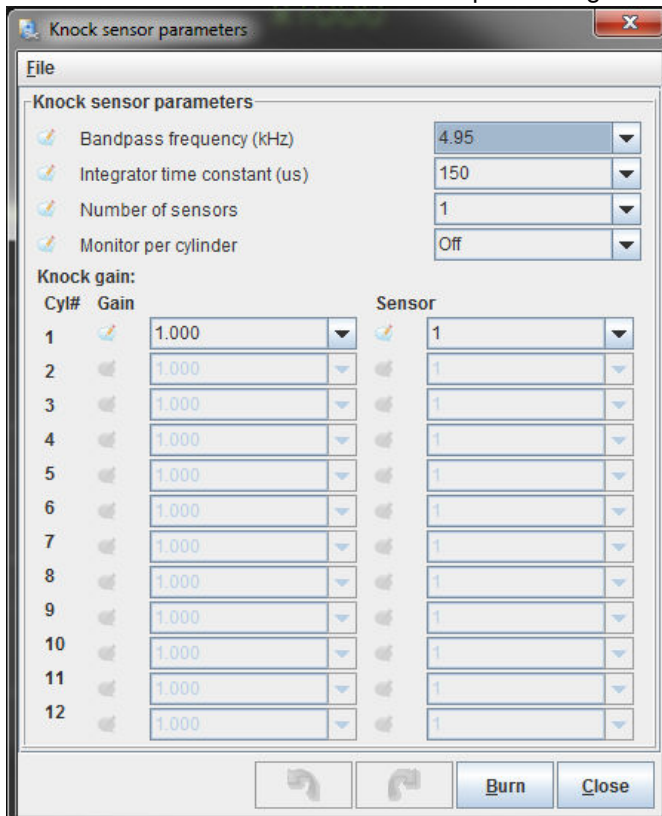 Knock sensor parameters
File
Knock sensor parameters
Bandpass frequency (kHz) 4.95
Integrator time constant (us) 150
Number of sensors 1
Monitor per cylinder Off
Knock gain:
Cyl# Gain Sensor
1 1.000 1
2 1.000 1
3 1.000 1
4 1.000 1
5 1.000 1
6 1.000 1
7 1.000 1
8 1.000 1
9 1.000 1
10 1.000 1
11 1.000 1
12 1.000 1
Burn Close